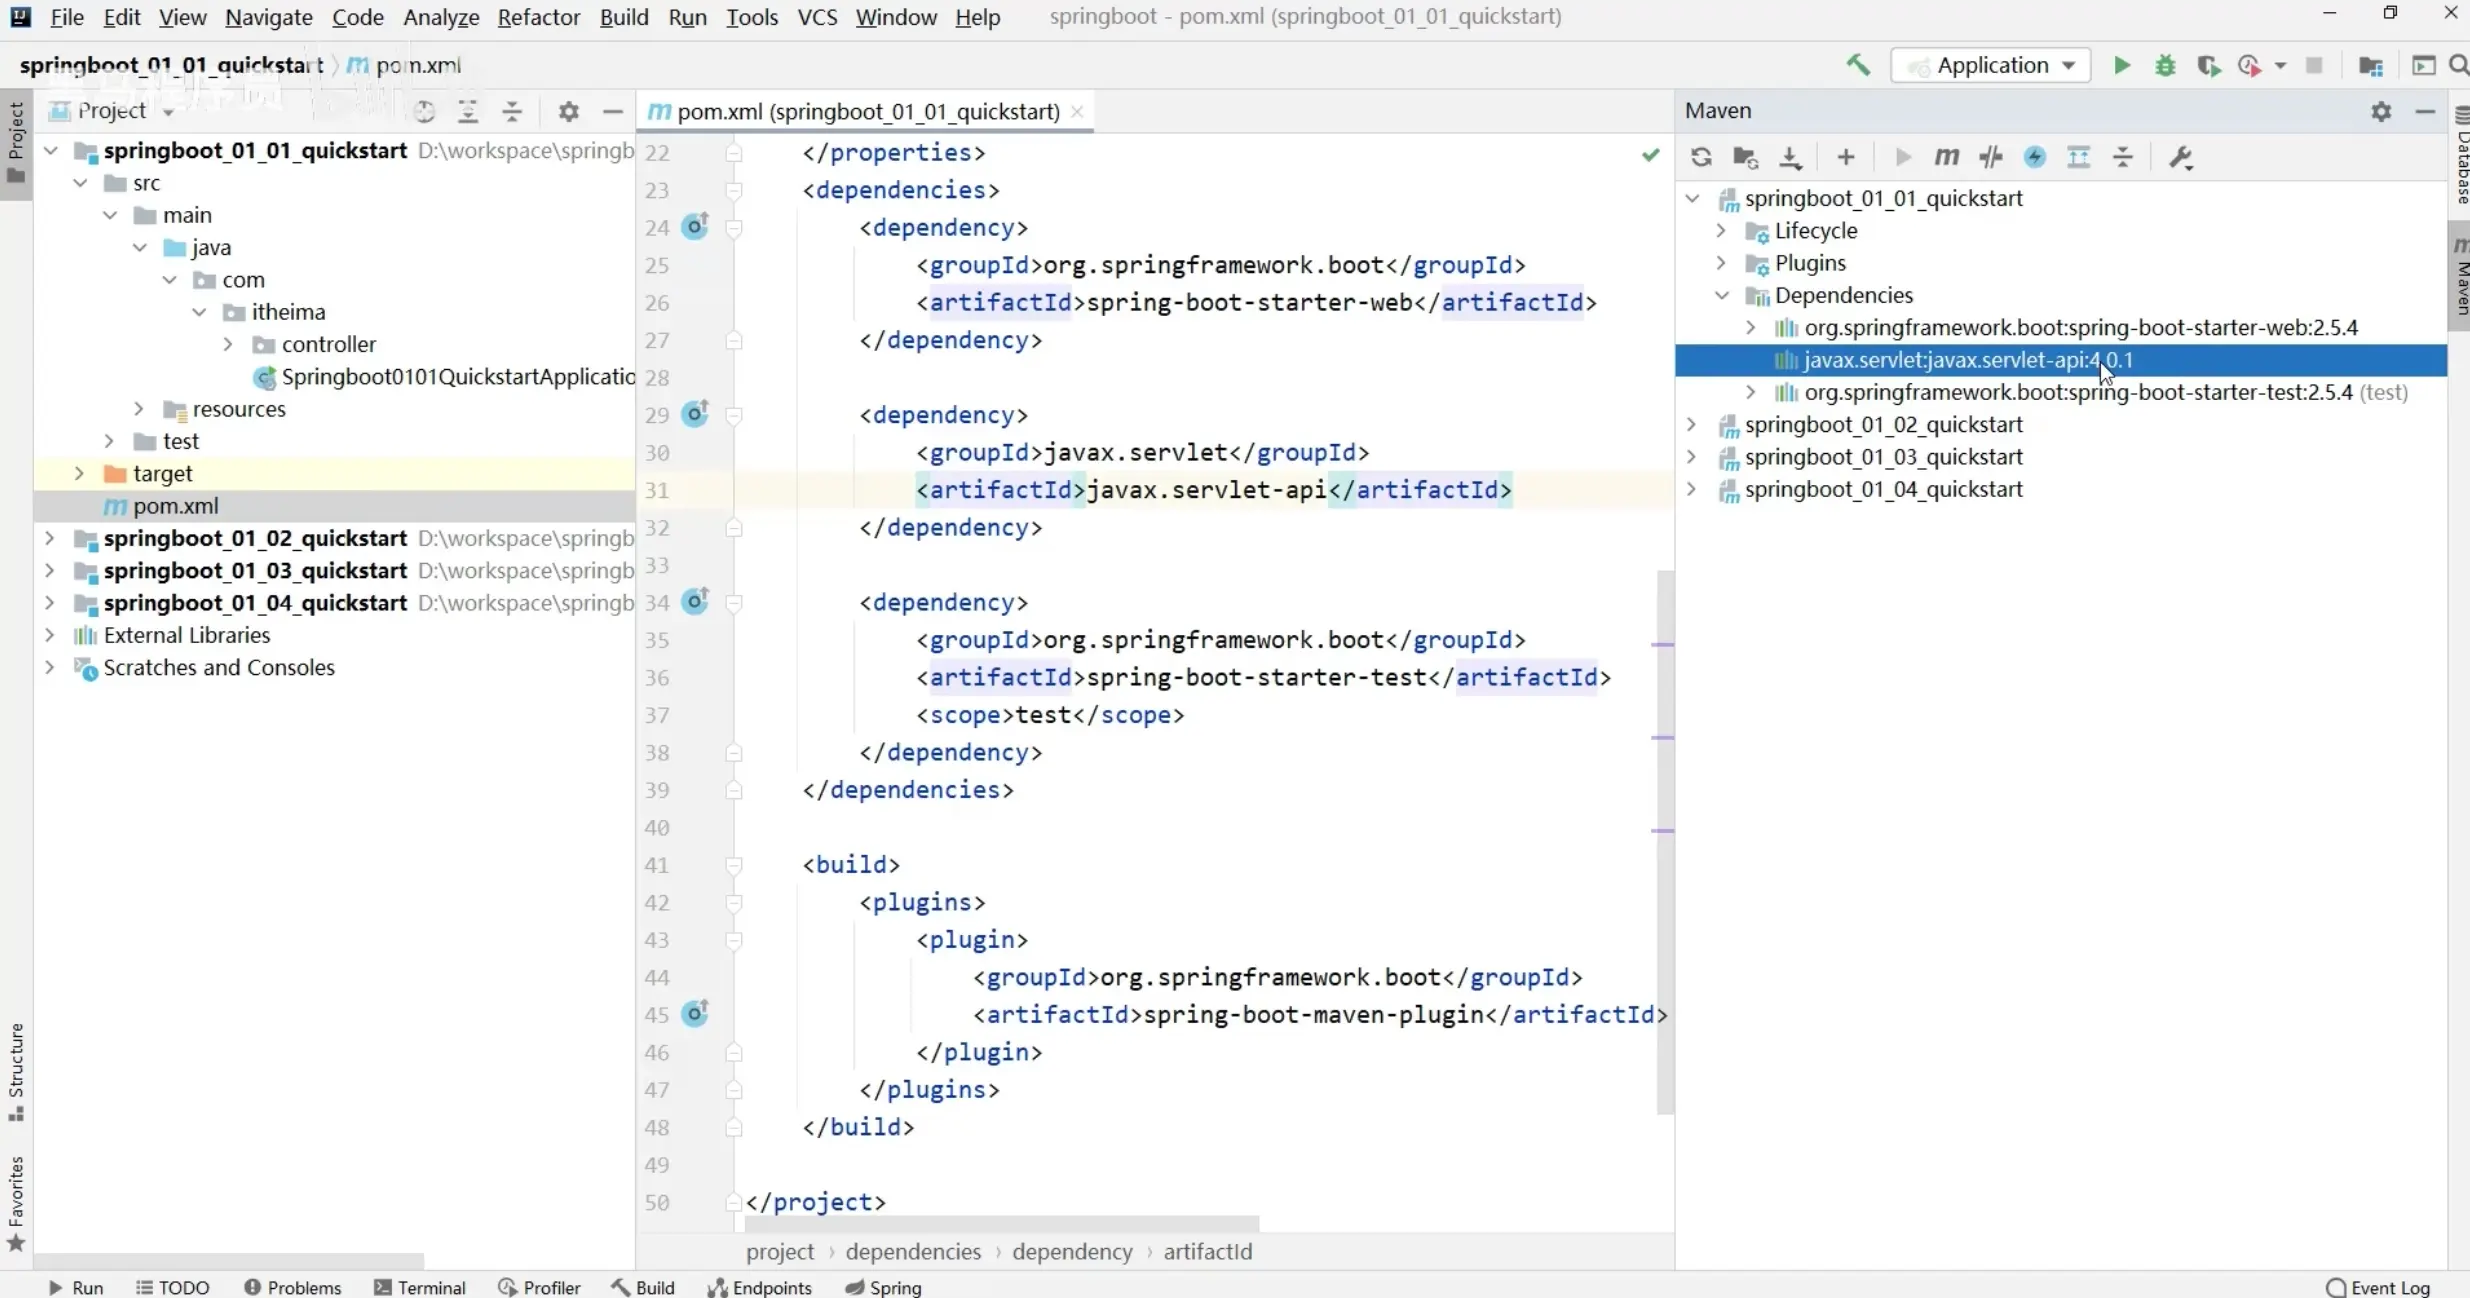 File Edit View Navigate Code Analyze Refactor Build Run Tools VCS Window Help springboot - pom.xml (springboot_01_01_quickstart)
springboot_01_01_quickstart pom.xml
Application
Project
pom.xml (springboot_01_01_quickstart)
Maven
Project
springboot_01_01_quickstart D:\workspace\springb
src
main
java
com
itheima
controller
Springboot0101QuickstartApplicatio
resources
test
target
pom.xml
springboot_01_02_quickstart D:\workspace\springb
springboot_01_03_quickstart D:\workspace\springb
springboot_01_04_quickstart D:\workspace\springb
External Libraries
Scratches and Consoles
Structure
Favorites
22 </properties>
23 <dependencies>
24 <dependency>
25 <groupId>org.springframework.boot</groupId>
26 <artifactId>spring-boot-starter-web</artifactId>
27 </dependency>
28
29 <dependency>
30 <groupId>javax.servlet</groupId>
31 <artifactId>javax.servlet-api</artifactId>
32 </dependency>
33
34 <dependency>
35 <groupId>org.springframework.boot</groupId>
36 <artifactId>spring-boot-starter-test</artifactId>
37 <scope>test</scope>
38 </dependency>
39 </dependencies>
40
41 <build>
42 <plugins>
43 <plugin>
44 <groupId>org.springframework.boot</groupId>
45 <artifactId>spring-boot-maven-plugin</artifactId>
46 </plugin>
47 </plugins>
48 </build>
49
50 </project>
project › dependencies › dependency › artifactId
springboot_01_01_quickstart
Lifecycle
Plugins
Dependencies
org.springframework.boot:spring-boot-starter-web:2.5.4
javax.servlet:javax.servlet-api:4.0.1
org.springframework.boot:spring-boot-starter-test:2.5.4 (test)
springboot_01_02_quickstart
springboot_01_03_quickstart
springboot_01_04_quickstart
Database
Maven
Run TODO Problems Terminal Profiler Build Endpoints Spring Event Log